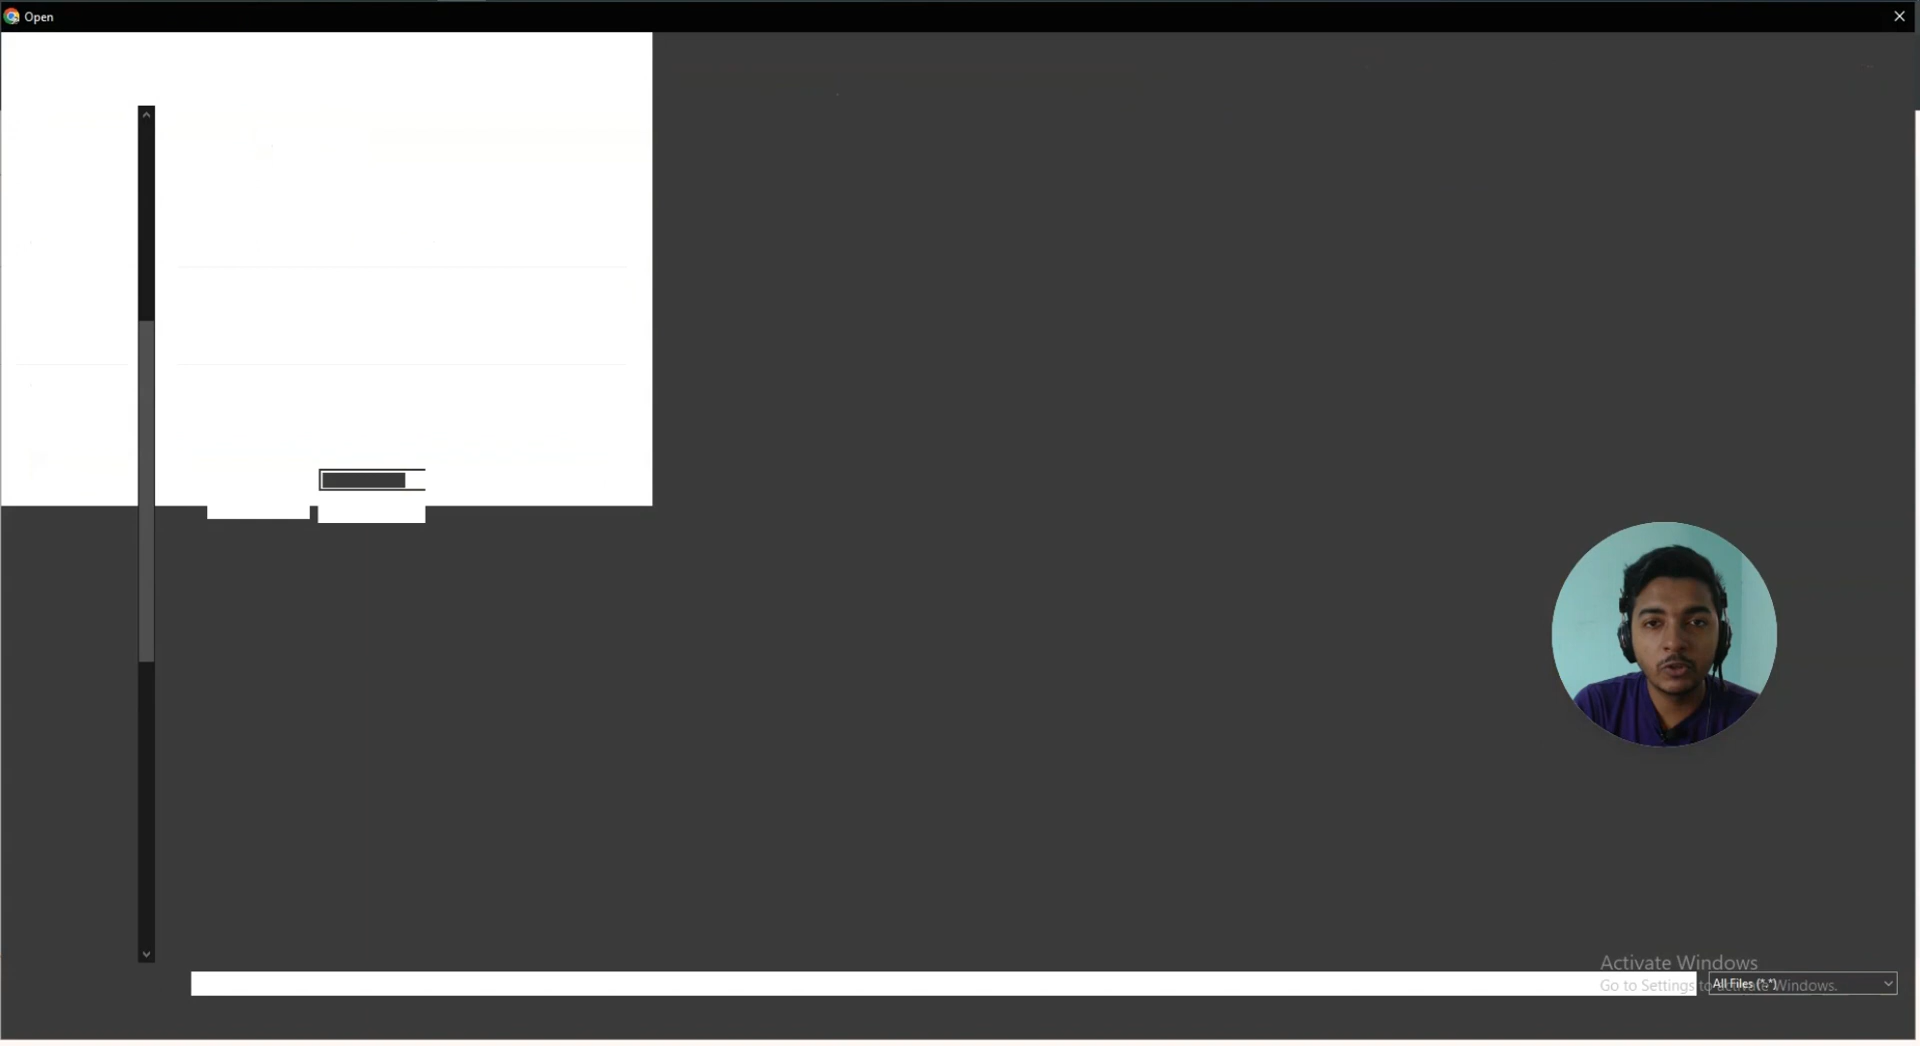 Open
Activate Windows
Go to Settings to activate Windows.
All Files (*.*)